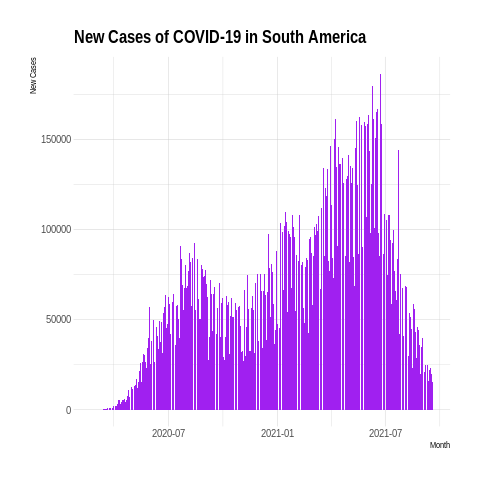 New Cases of COVID-19 in South America
New Cases
150000
100000
50000
0
2020-07
2021-01
2021-07
Month